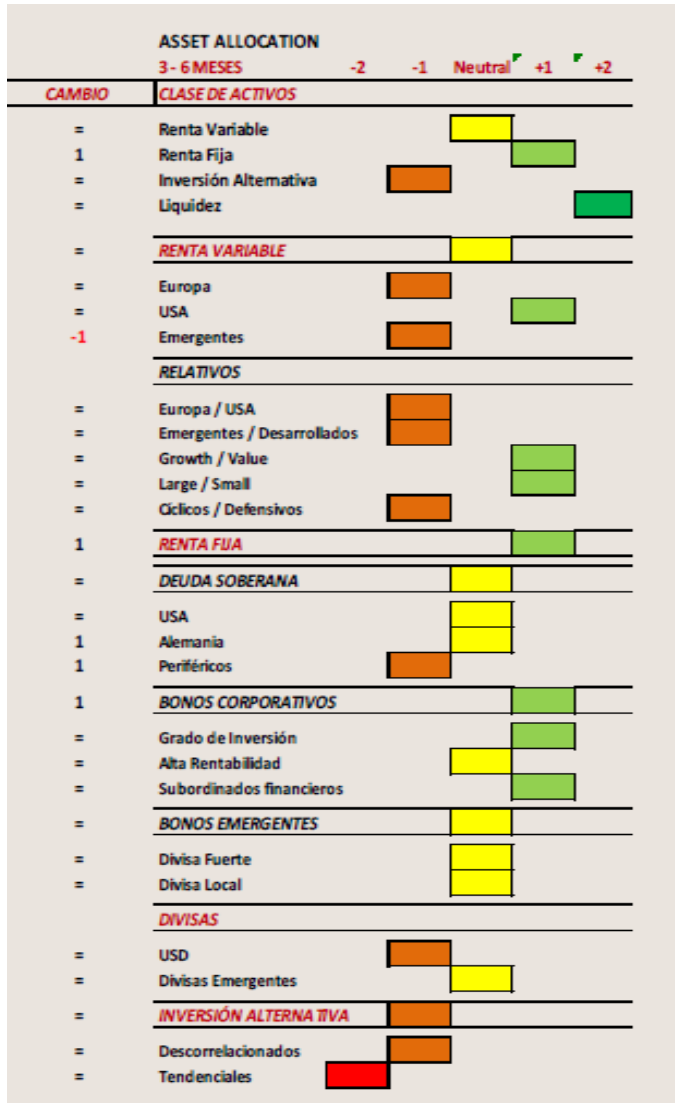 ASSET ALLOCATION
3 - 6 MESES -2 -1 Neutral +1 +2
CAMBIO CLASE DE ACTIVOS
= Renta Variable
1 Renta Fija
= Inversión Alternativa
= Liquidez
= RENTA VARIABLE
= Europa
= USA
-1 Emergentes
RELATIVOS
= Europa / USA
= Emergentes / Desarrollados
= Growth / Value
= Large / Small
= Cíclicos / Defensivos
1 RENTA FIJA
= DEUDA SOBERANA
= USA
1 Alemania
1 Periféricos
1 BONOS CORPORATIVOS
= Grado de Inversión
= Alta Rentabilidad
= Subordinados financieros
= BONOS EMERGENTES
= Divisa Fuerte
= Divisa Local
DIVISAS
= USD
= Divisas Emergentes
= INVERSIÓN ALTERNATIVA
= Descorrelacionados
= Tendenciales